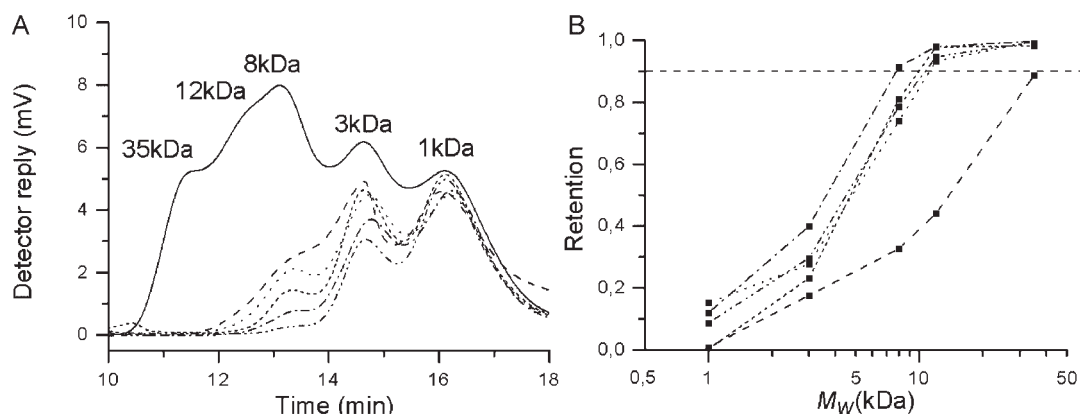 A
Detector reply (mV)
10
8
6
4
2
0
35kDa
12kDa
8kDa
3kDa
1kDa
10 12 14 16 18
Time (min)
B
Retention
1,0
0,8
0,6
0,4
0,2
0,0
0,5 1 5 10 50
M_W(kDa)